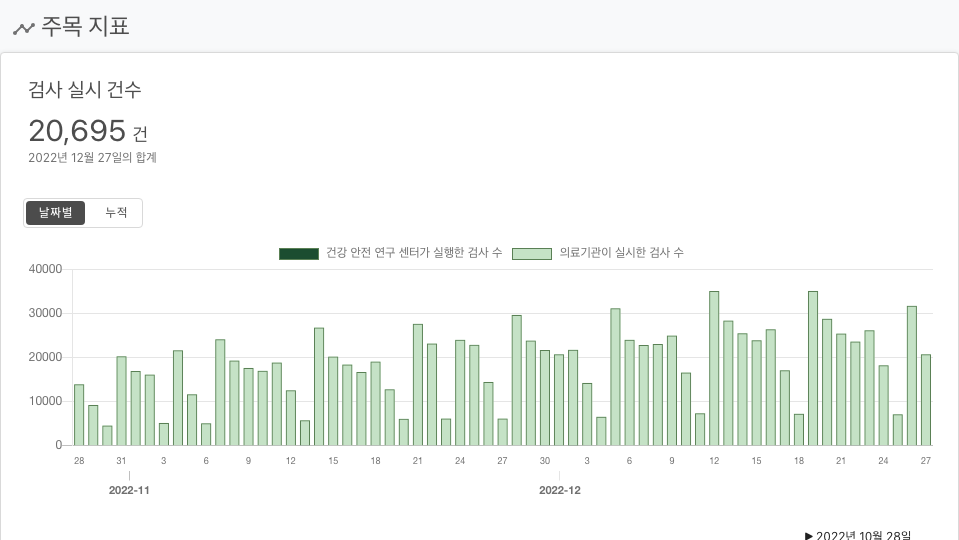 주목 지표
검사 실시 건수
20,695 건
2022년 12월 27일의 합계
날짜별 누적
건강 안전 연구 센터가 실행한 검사 수 의료기관이 실시한 검사 수
40000
30000
20000
10000
0
28 31 3 6 9 12 15 18 21 24 27 30 3 6 9 12 15 18 21 24 27
2022-11 2022-12
▶ 2022년 10월 28일